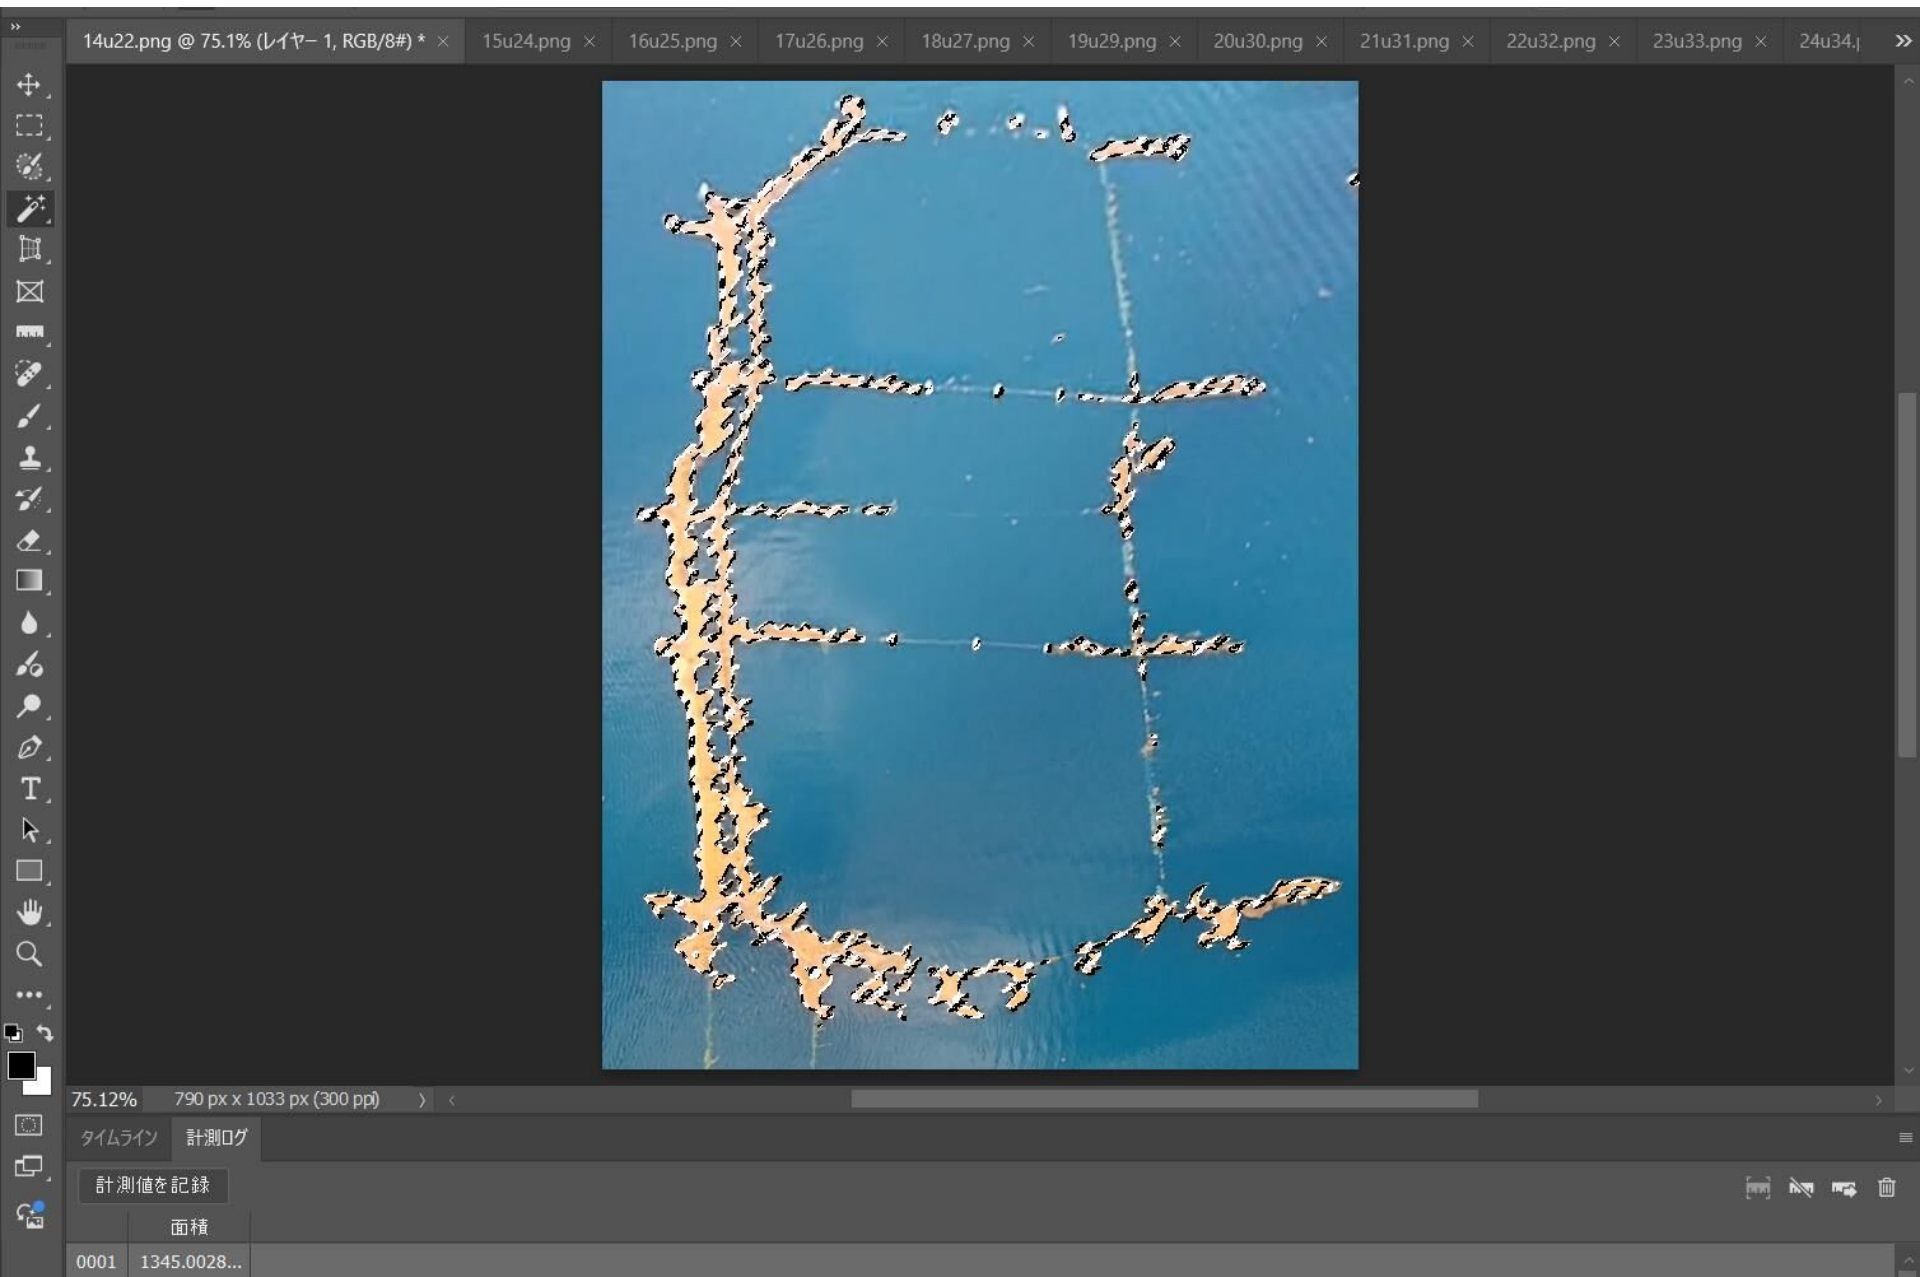 14u22.png @ 75.1% (レイヤー 1, RGB/8#) * × 15u24.png × 16u25.png × 17u26.png × 18u27.png × 19u29.png × 20u30.png × 21u31.png × 22u32.png × 23u33.png × 24u34.
75.12% 790 px x 1033 px (300 ppi)
タイムライン 計測ログ
計測値を記録
面積
0001 1345.0028...